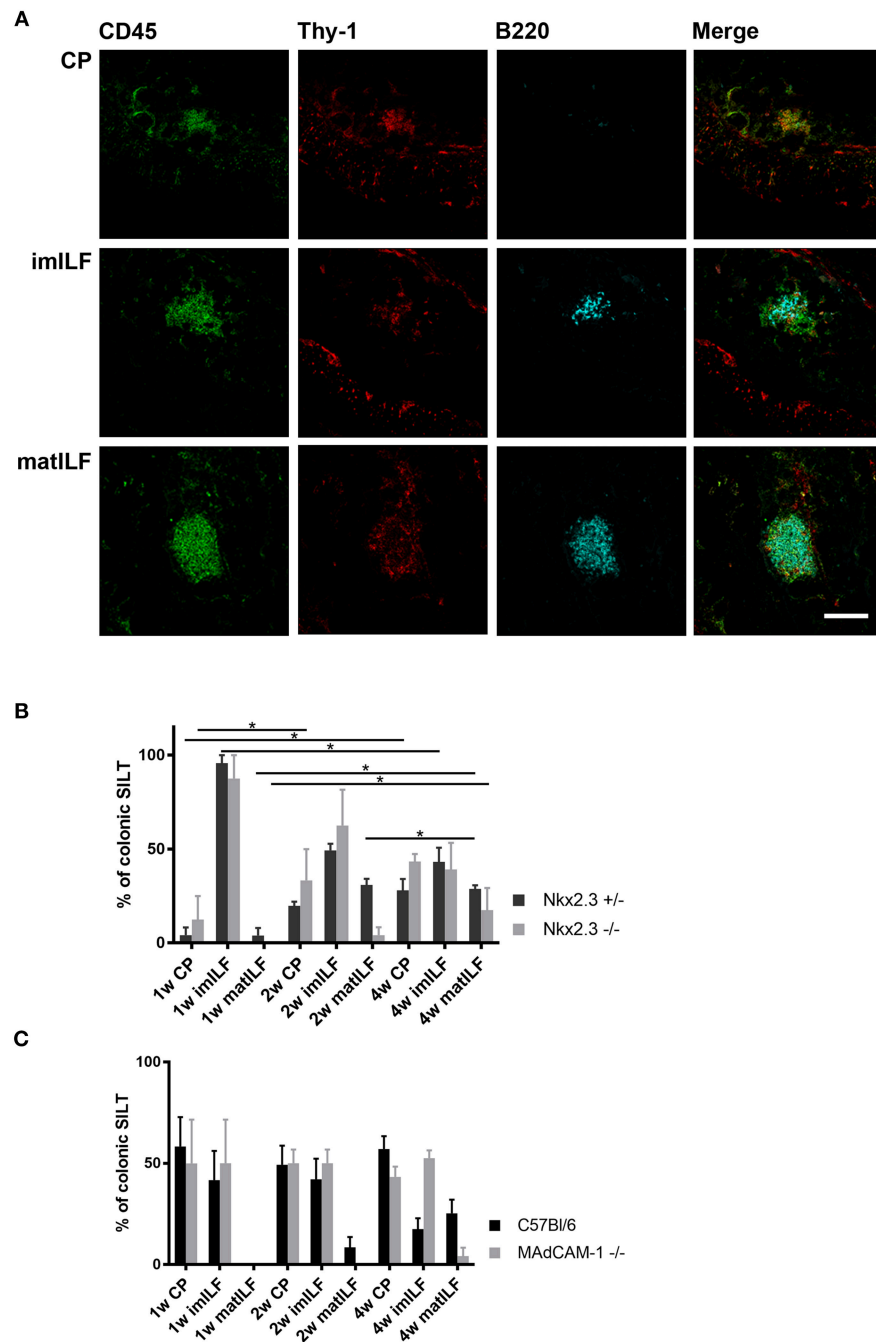 A
CD45 Thy-1 B220 Merge
CP
imILF
matILF
B
% of colonic SILT
100
50
0
* 
*
*
*
*
*
1w CP
1w imILF
1w matILF
2w CP
2w imILF
2w matILF
4w CP
4w imILF
4w matILF
Nkx2.3 +/-
Nkx2.3 -/-
C
% of colonic SILT
100
50
0
1w CP
1w imILF
1w matILF
2w CP
2w imILF
2w matILF
4w CP
4w imILF
4w matILF
C57Bl/6
MAdCAM-1 -/-